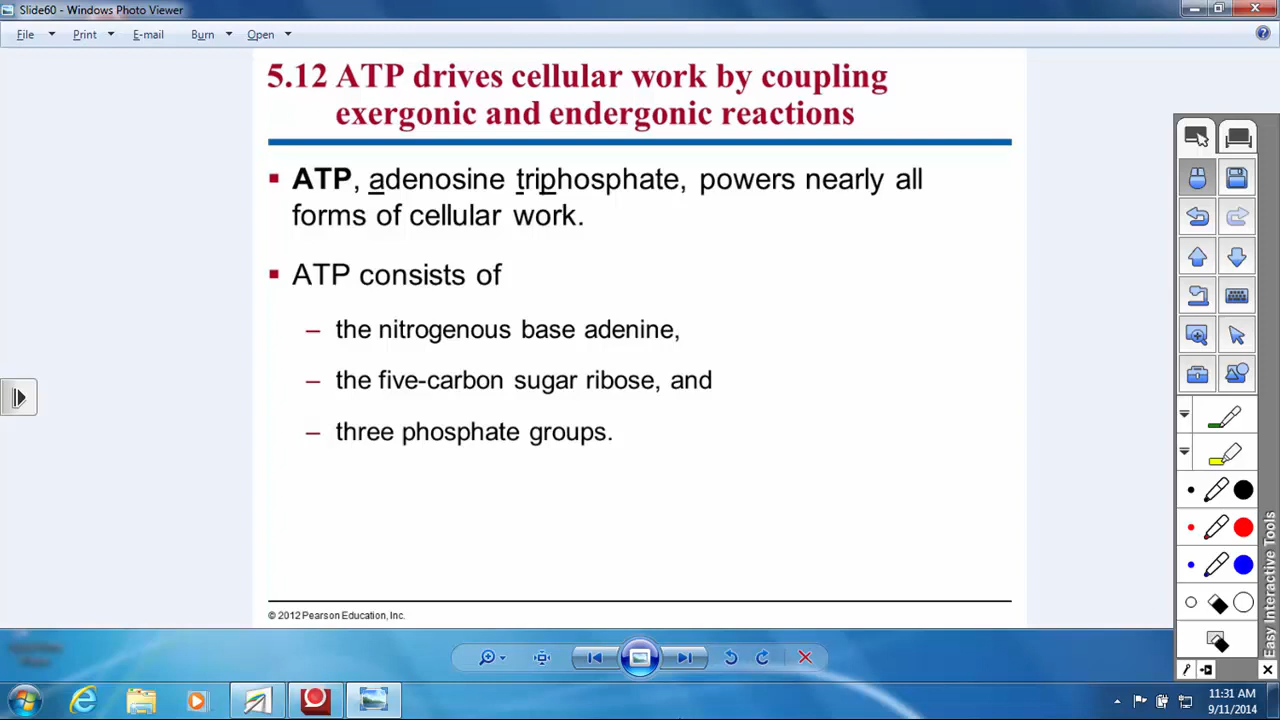 Slide60 - Windows Photo Viewer
File Print E-mail Burn Open
5.12 ATP drives cellular work by coupling
exergonic and endergonic reactions
ATP, adenosine triphosphate, powers nearly all
forms of cellular work.
ATP consists of
– the nitrogenous base adenine,
– the five-carbon sugar ribose, and
– three phosphate groups.
© 2012 Pearson Education, Inc.
Easy Interactive Tools
11:31 AM
9/11/2014